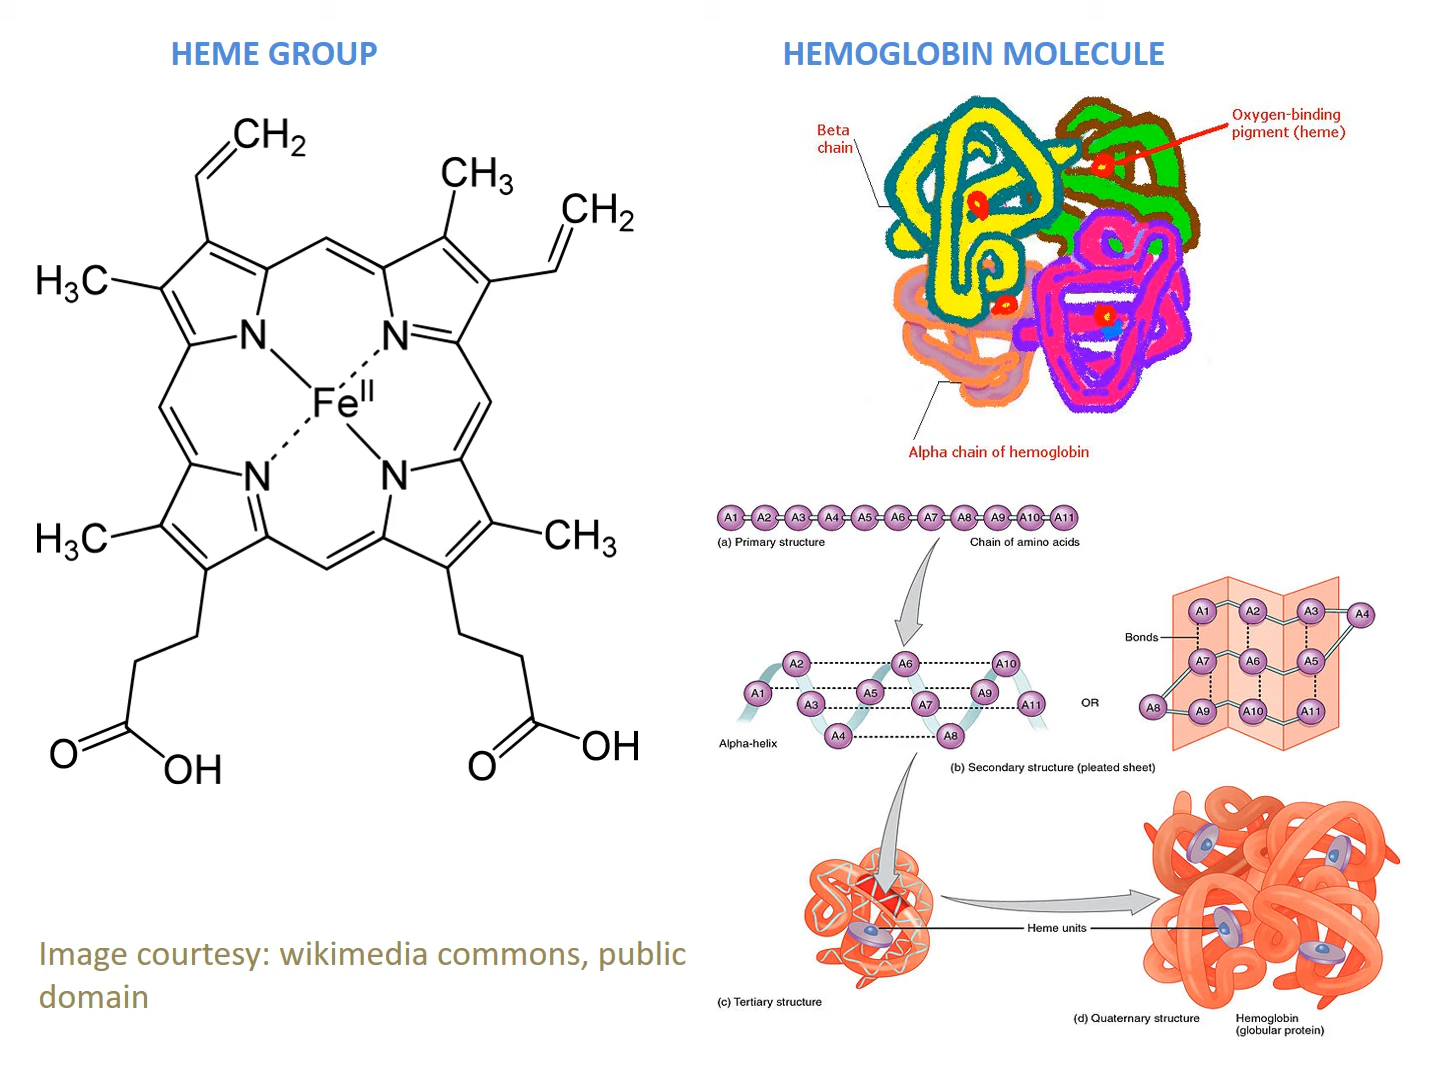 HEME GROUP
HEMOGLOBIN MOLECULE
CH2
CH3
CH2
H3C
N
N
FeII
N
N
H3C
CH3
O
OH
O
OH
Image courtesy: wikimedia commons, public
domain
Beta
chain
Oxygen-binding
pigment (heme)
Alpha chain of hemoglobin
A1 A2 A3 A4 A5 A6 A7 A8 A9 A10 A11
(a) Primary structure
Chain of amino acids
A2 A6 A10
A1 A5 A9
A3 A7 A11
A4 A8
Alpha-helix
OR
Bonds
A1 A2 A3 A4
A7 A6 A5
A8 A9 A10 A11
(b) Secondary structure (pleated sheet)
Heme units
(c) Tertiary structure
(d) Quaternary structure
Hemoglobin
(globular protein)